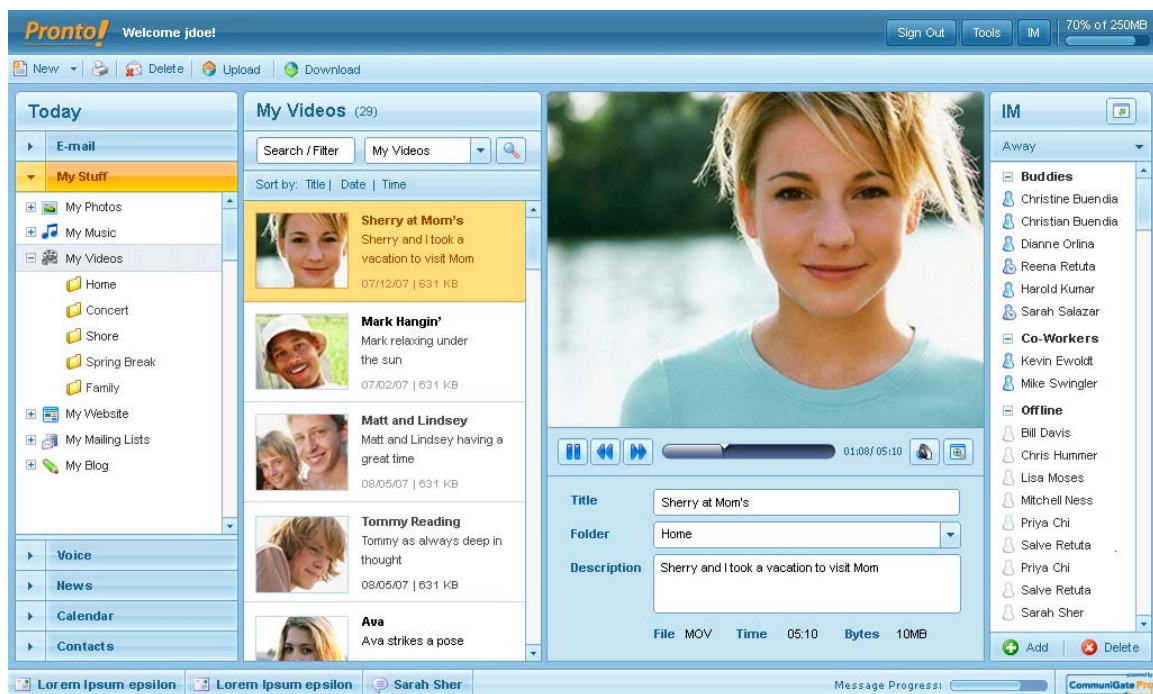 Pronto!
Welcome jdoe!
Sign Out
Tools
IM
70% of 250MB
New
Delete
Upload
Download
Today
E-mail
My Stuff
My Photos
My Music
My Videos
Home
Concert
Shore
Spring Break
Family
My Website
My Mailing Lists
My Blog
Voice
News
Calendar
Contacts
My Videos (29)
Search / Filter
My Videos
Sort by: Title | Date | Time
Sherry at Mom's
Sherry and I took a
vacation to visit Mom
07/12/07 | 631 KB
Mark Hangin'
Mark relaxing under
the sun
07/02/07 | 631 KB
Matt and Lindsey
Matt and Lindsey having a
great time
08/05/07 | 631 KB
Tommy Reading
Tommy as always deep in
thought
08/05/07 | 631 KB
Ava
Ava strikes a pose
01:08/05:10
Title
Sherry at Mom's
Folder
Home
Description
Sherry and I took a vacation to visit Mom
File MOV Time 05:10 Bytes 10MB
IM
Away
Buddies
Christine Buendia
Christian Buendia
Dianne Orlina
Reena Retuta
Harold Kumar
Sarah Salazar
Co-Workers
Kevin Ewoldt
Mike Swingler
Offline
Bill Davis
Chris Hummer
Lisa Moses
Mitchell Ness
Priya Chi
Salve Retuta
Priya Chi
Salve Retuta
Sarah Sher
Add
Delete
Lorem Ipsum epsilon
Lorem Ipsum epsilon
Sarah Sher
Message Progress:
powered by
CommuniGate Pro